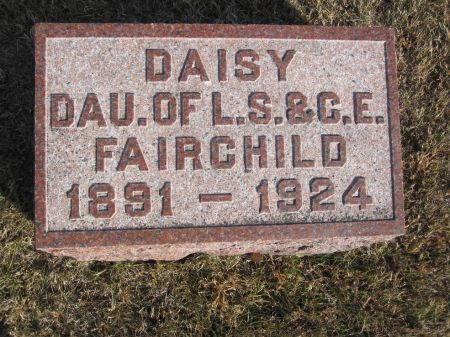 DAISY
DAU. OF L. S. & C. E.
FAIRCHILD
1891 - 1924